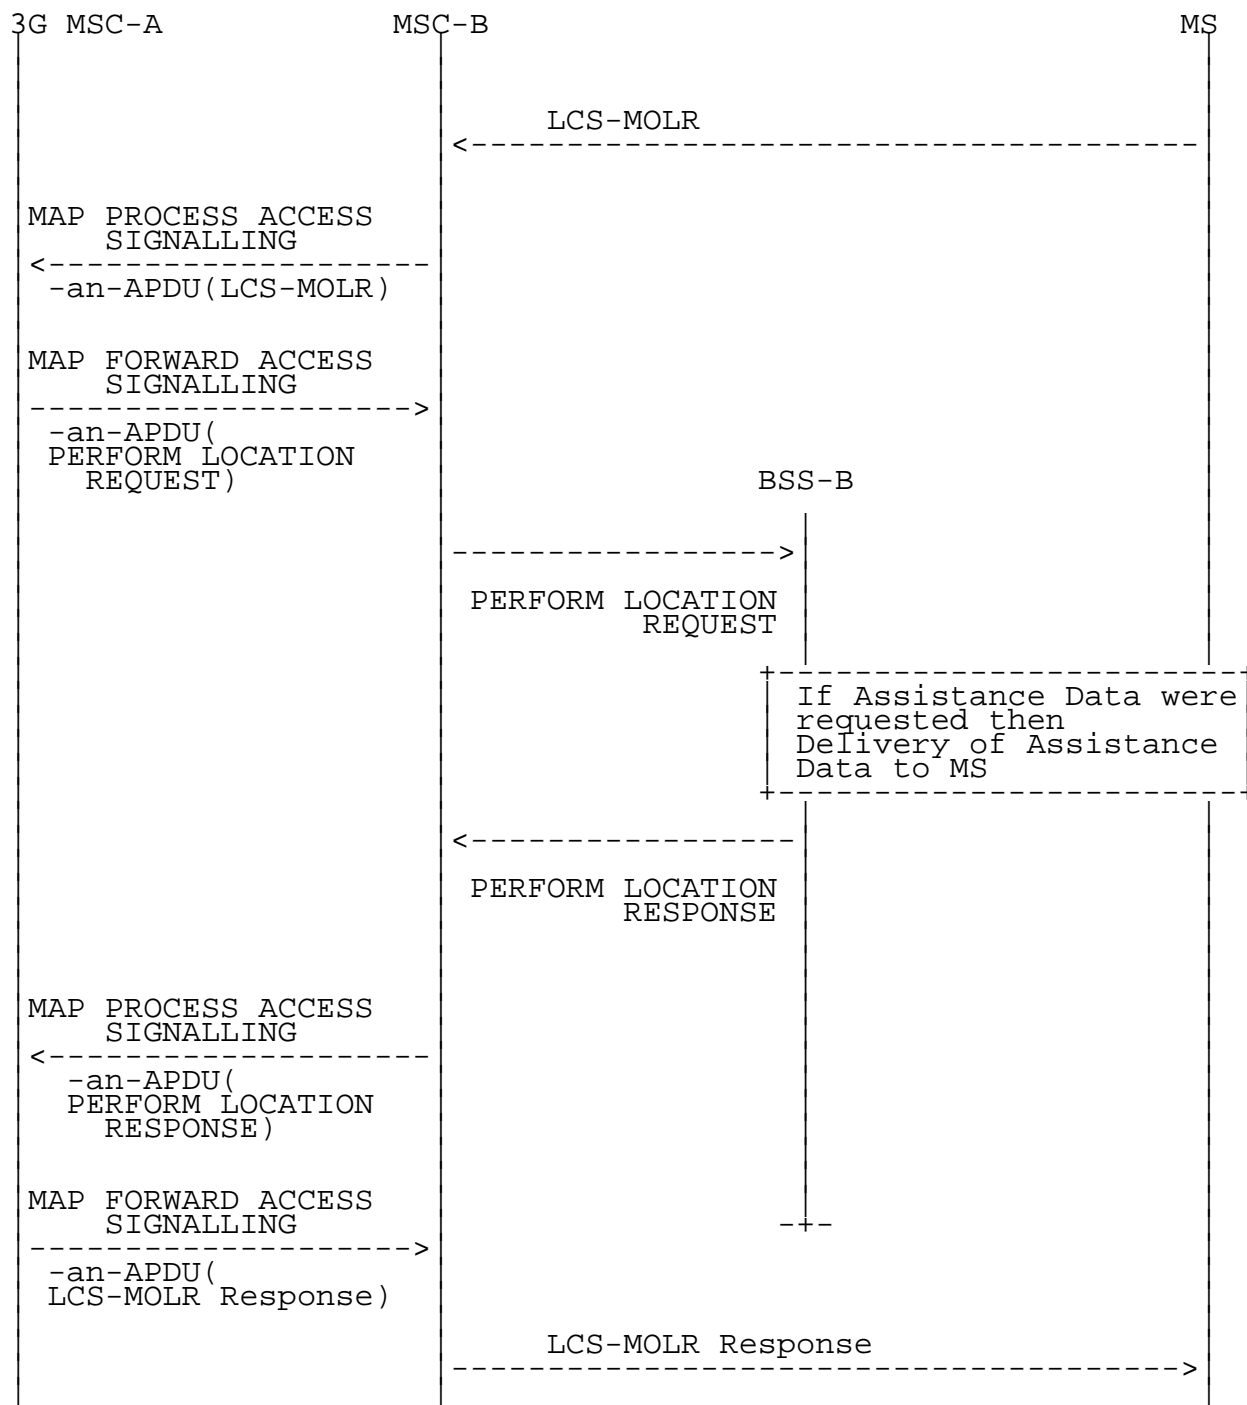 3G MSC-A MSC-B MS
LCS-MOLR
<--------------------------------------
MAP PROCESS ACCESS
SIGNALLING
<--------------------
-an-APDU(LCS-MOLR)
MAP FORWARD ACCESS
SIGNALLING
-------------------->
-an-APDU(
PERFORM LOCATION
REQUEST)
BSS-B
----------------->
PERFORM LOCATION
REQUEST
+------------------------+
If Assistance Data were
requested then
Delivery of Assistance
Data to MS
+------------------------+
<-----------------
PERFORM LOCATION
RESPONSE
MAP PROCESS ACCESS
SIGNALLING
<--------------------
-an-APDU(
PERFORM LOCATION
RESPONSE)
MAP FORWARD ACCESS
SIGNALLING
-+-
-------------------->
-an-APDU(
LCS-MOLR Response)
LCS-MOLR Response
-------------------------------------->